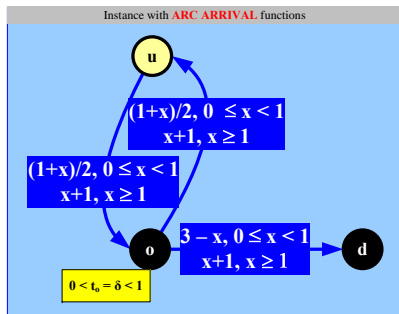 Instance with ARC ARRIVAL functions
u
(1+x)/2, 0 ≤ x < 1
x+1, x ≥ 1
(1+x)/2, 0 ≤ x < 1
x+1, x ≥ 1
3 – x, 0 ≤ x < 1
x+1, x ≥ 1
o
d
0 < tₒ = δ < 1